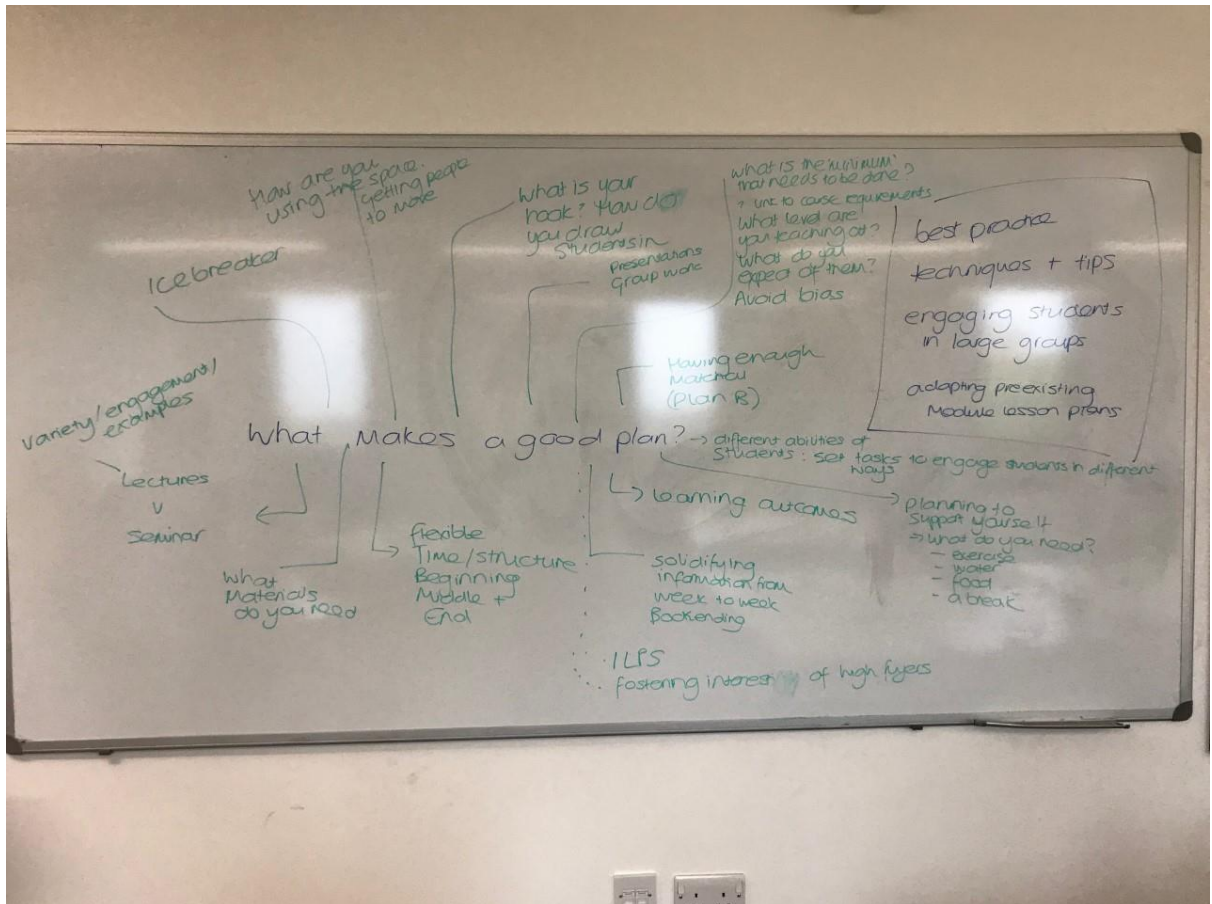 How are you
using the space.
getting people
to move
Icebreaker
What is your
hook? How do
you draw
students in
Presentations
Group work
what is the 'minimum'
that needs to be done?
link to course requirements
What level are
you teaching at?
What do you
expect of them?
Avoid bias
best practice
techniques + tips
engaging students
in large groups
adapting preexisting
Module lesson plans
Having enough
(Plan B)
Variety/engagement/
examples
Lectures
v
Seminar
What makes a good plan?
→ different abilities of
students: set tasks to engage students in different
ways
learning outcomes
Planning to
support yourself
→ what do you need?
- exercise
- water
- food
- a break
What
Materials
do you need
flexible
Time/structure
Beginning
Middle +
End
solidifying
information from
week to week
Backending
ILPS
fostering interest of high flyers